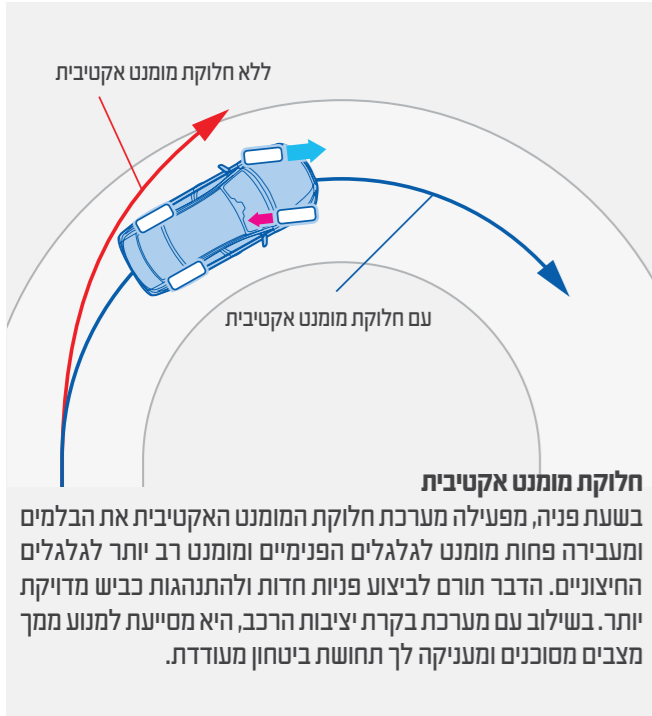 ללא חלוקת מומנט אקטיבית
עם חלוקת מומנט אקטיבית
חלוקת מומנט אקטיבית
בשעת פניה, מפעילה מערכת חלוקת המומנט האקטיבית את הבלמים
ומעבירה פחות מומנט לגלגלים הפנימיים ומומנט רב יותר לגלגלים
החיצוניים. הדבר תורם לביצוע פניות חדות ולהתנהגות כביש מדויקת
יותר. בשילוב עם מערכת בקרת יציבות הרכב, היא מסייעת למנוע ממך
מצבים מסוכנים ומעניקה לך תחושת ביטחון מעודדת.